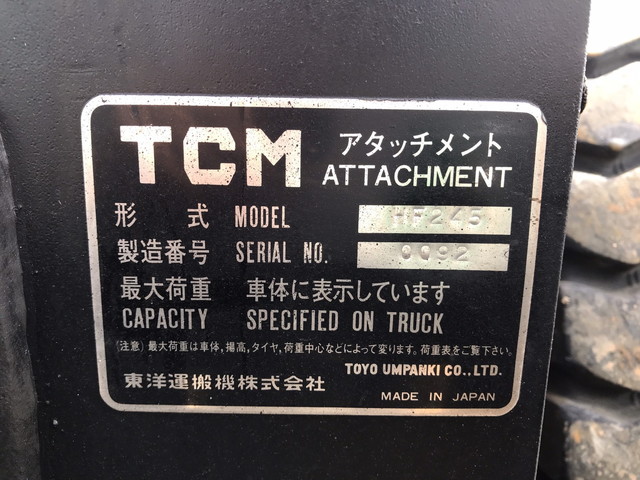 TCM アタッチメント
ATTACHMENT
形 式 MODEL HF245
製造番号 SERIAL NO. 0092
最大荷重 車体に表示しています
CAPACITY SPECIFIED ON TRUCK
(注意) 最大荷重は車体,揚高,タイヤ,荷重中心などによって変ります。荷重表をご覧下さい。
TOYO UMPANKI CO.,LTD.
東洋運搬機株式会社
MADE IN JAPAN